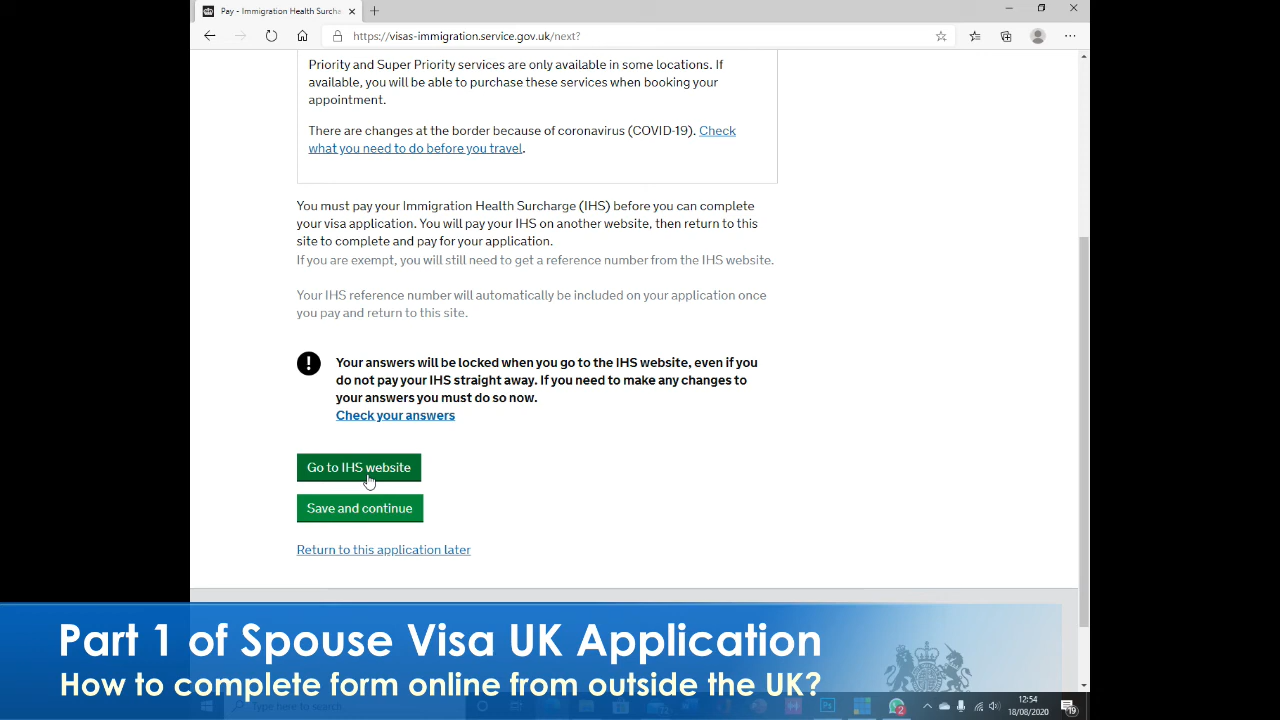 Pay - Immigration Health Surcha
https://visas-immigration.service.gov.uk/next?
Priority and Super Priority services are only available in some locations. If
available, you will be able to purchase these services when booking your
appointment.
There are changes at the border because of coronavirus (COVID-19). Check
what you need to do before you travel.
You must pay your Immigration Health Surcharge (IHS) before you can complete
your visa application. You will pay your IHS on another website, then return to this
site to complete and pay for your application.
If you are exempt, you will still need to get a reference number from the IHS website.
Your IHS reference number will automatically be included on your application once
you pay and return to this site.
Your answers will be locked when you go to the IHS website, even if you
do not pay your IHS straight away. If you need to make any changes to
your answers you must do so now.
Check your answers
Go to IHS website
Save and continue
Return to this application later
Part 1 of Spouse Visa UK Application
How to complete form online from outside the UK?
Type here to search
2
12:54
18/08/2020
19